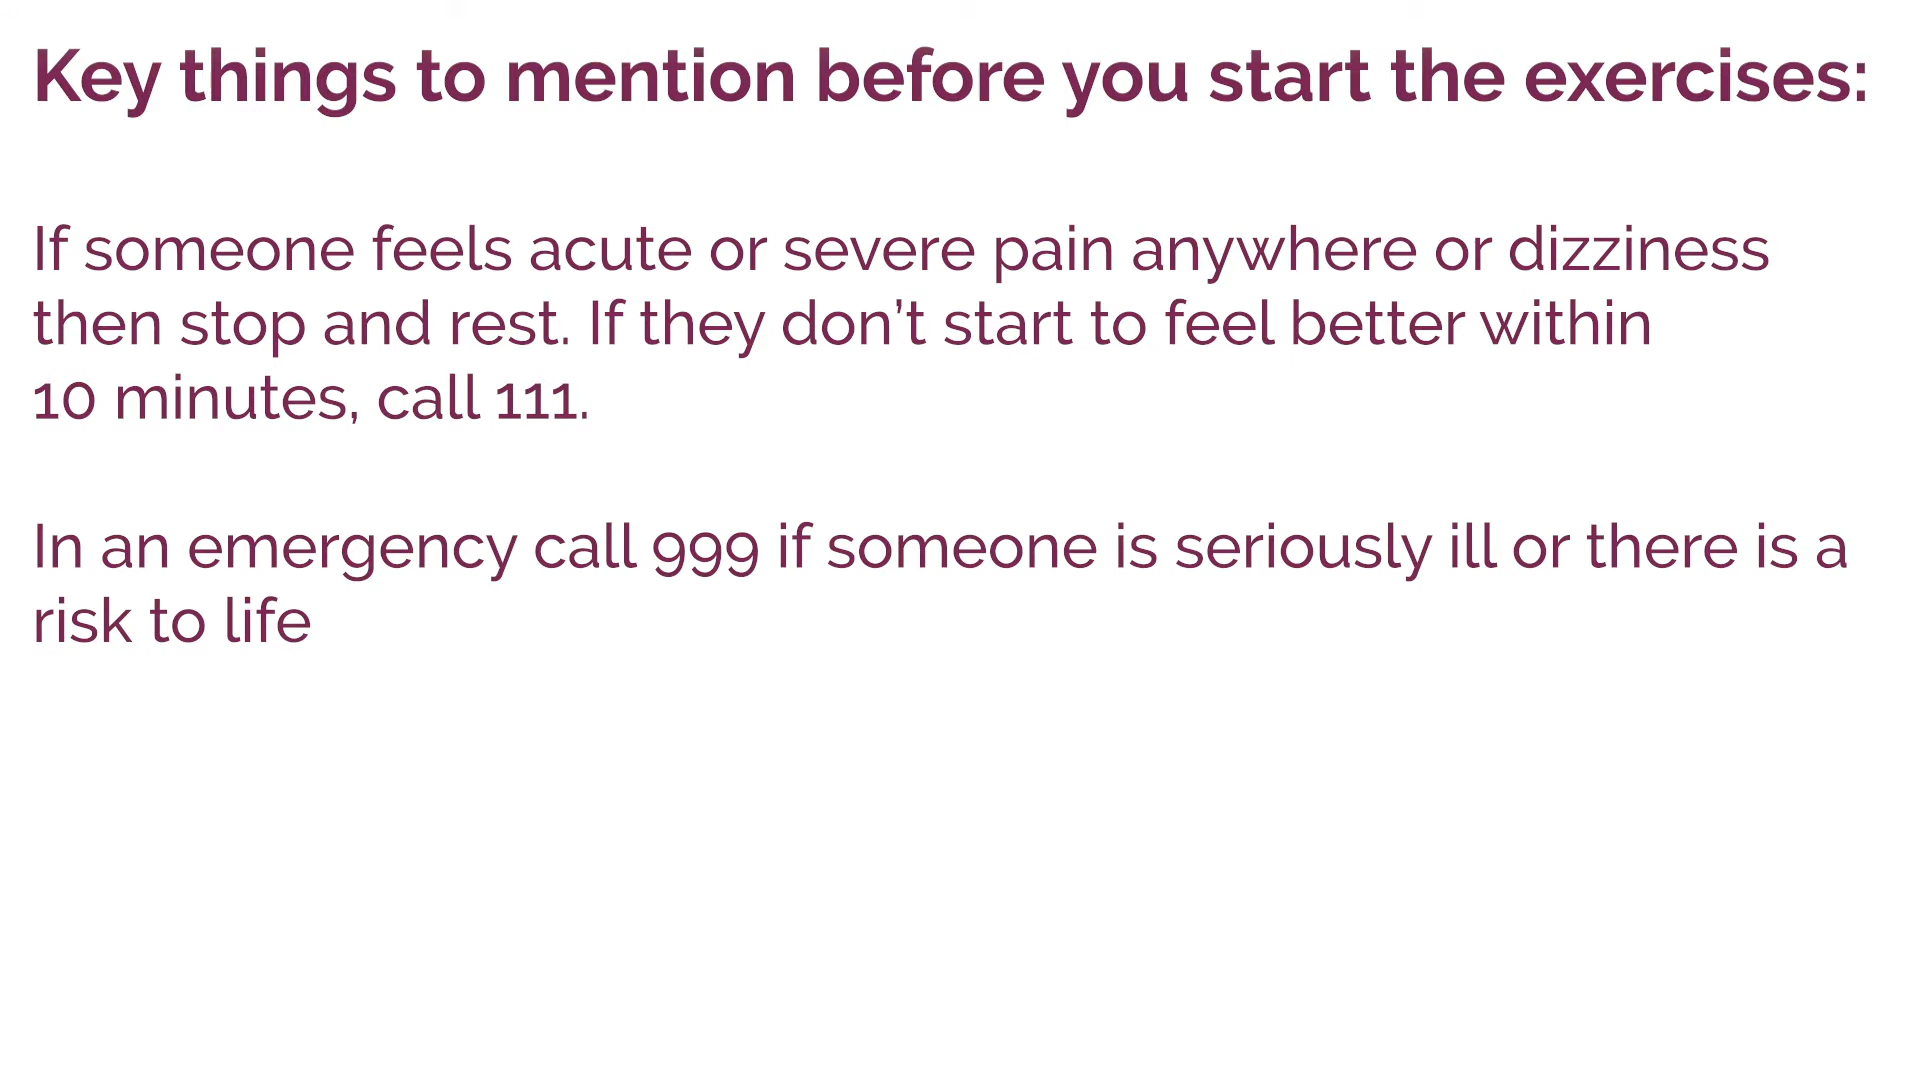 Key things to mention before you start the exercises:
If someone feels acute or severe pain anywhere or dizziness
then stop and rest. If they don’t start to feel better within
10 minutes, call 111.
In an emergency call 999 if someone is seriously ill or there is a
risk to life